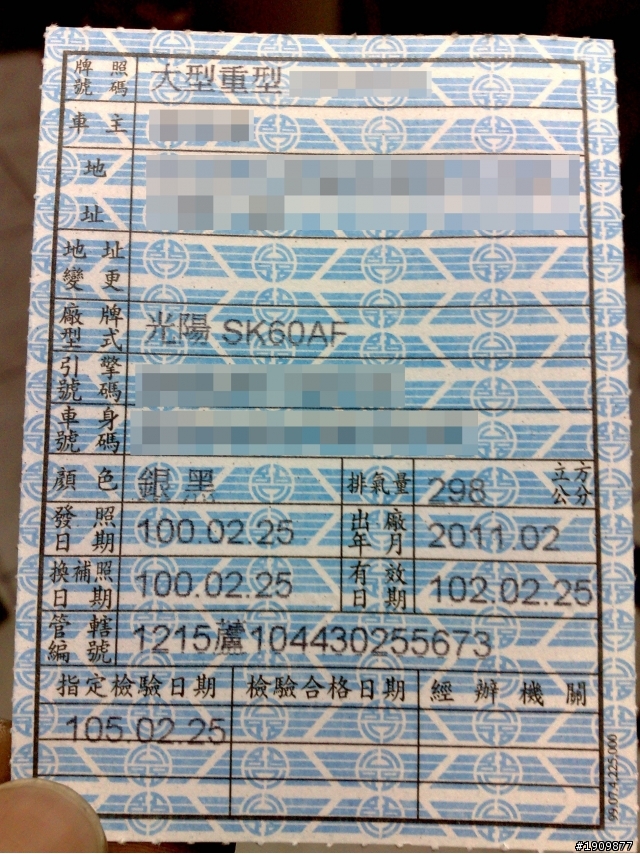 牌照號碼 大型重型
車主
地址
地址變更
廠牌型式 光陽 SK60AF
引擎號碼
車身號碼
顏色 銀 黑 排氣量 298 立方公分
發照日期 100.02.25 出廠年月 2011.02
換補照日期 100.02.25 有效日期 102.02.25
管轄編號 1215蘆104430255673
指定檢驗日期 檢驗合格日期 經辦機關
105.02.25
99.074.225.000
#1909877